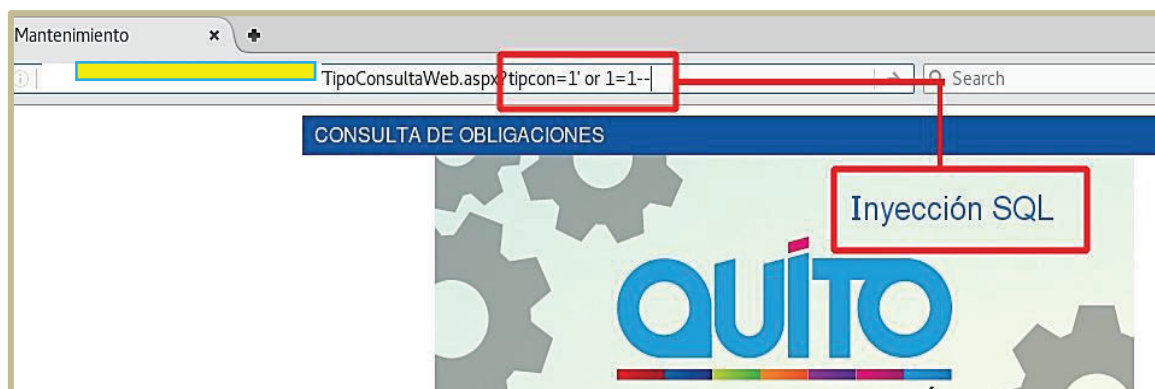 Mantenimiento
TipoConsultaWeb.aspx?tipcon=1' or 1=1--
Search
CONSULTA DE OBLIGACIONES
Inyección SQL
QUITO